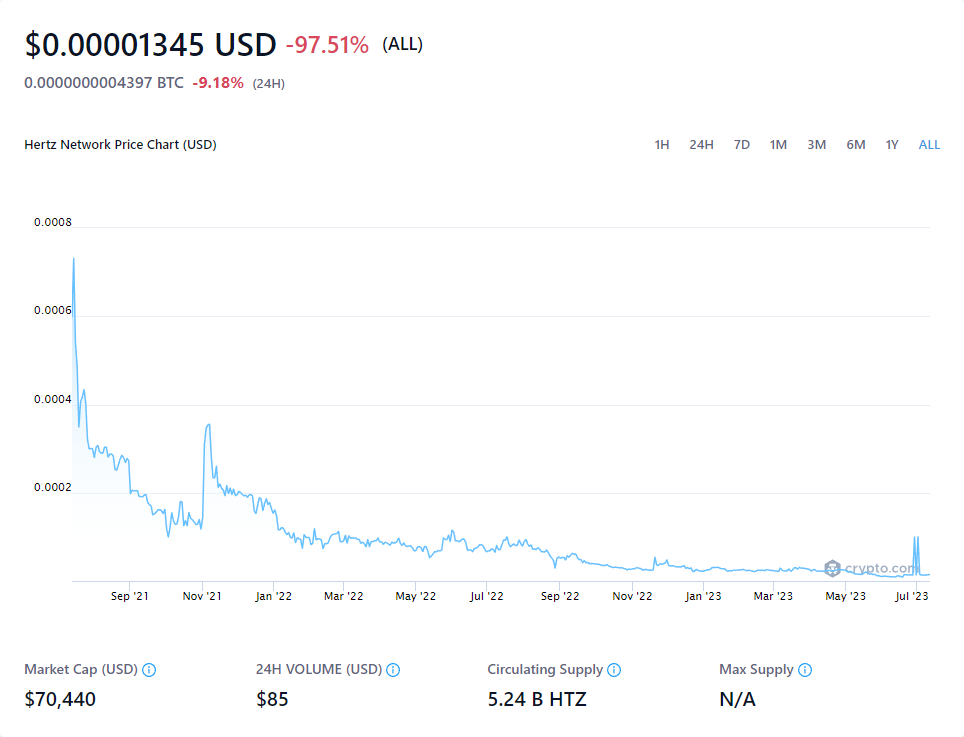 $0.00001345 USD -97.51% (ALL)
0.0000000004397 BTC -9.18% (24H)
Hertz Network Price Chart (USD) 1H 24H 7D 1M 3M 6M 1Y ALL
0.0008
0.0006
0.0004
0.0002
crypto.com
Sep '21 Nov '21 Jan '22 Mar '22 May '22 Jul '22 Sep '22 Nov '22 Jan '23 Mar '23 May '23 Jul '23
Market Cap (USD) 24H VOLUME (USD) Circulating Supply Max Supply
$70,440 $85 5.24 B HTZ N/A